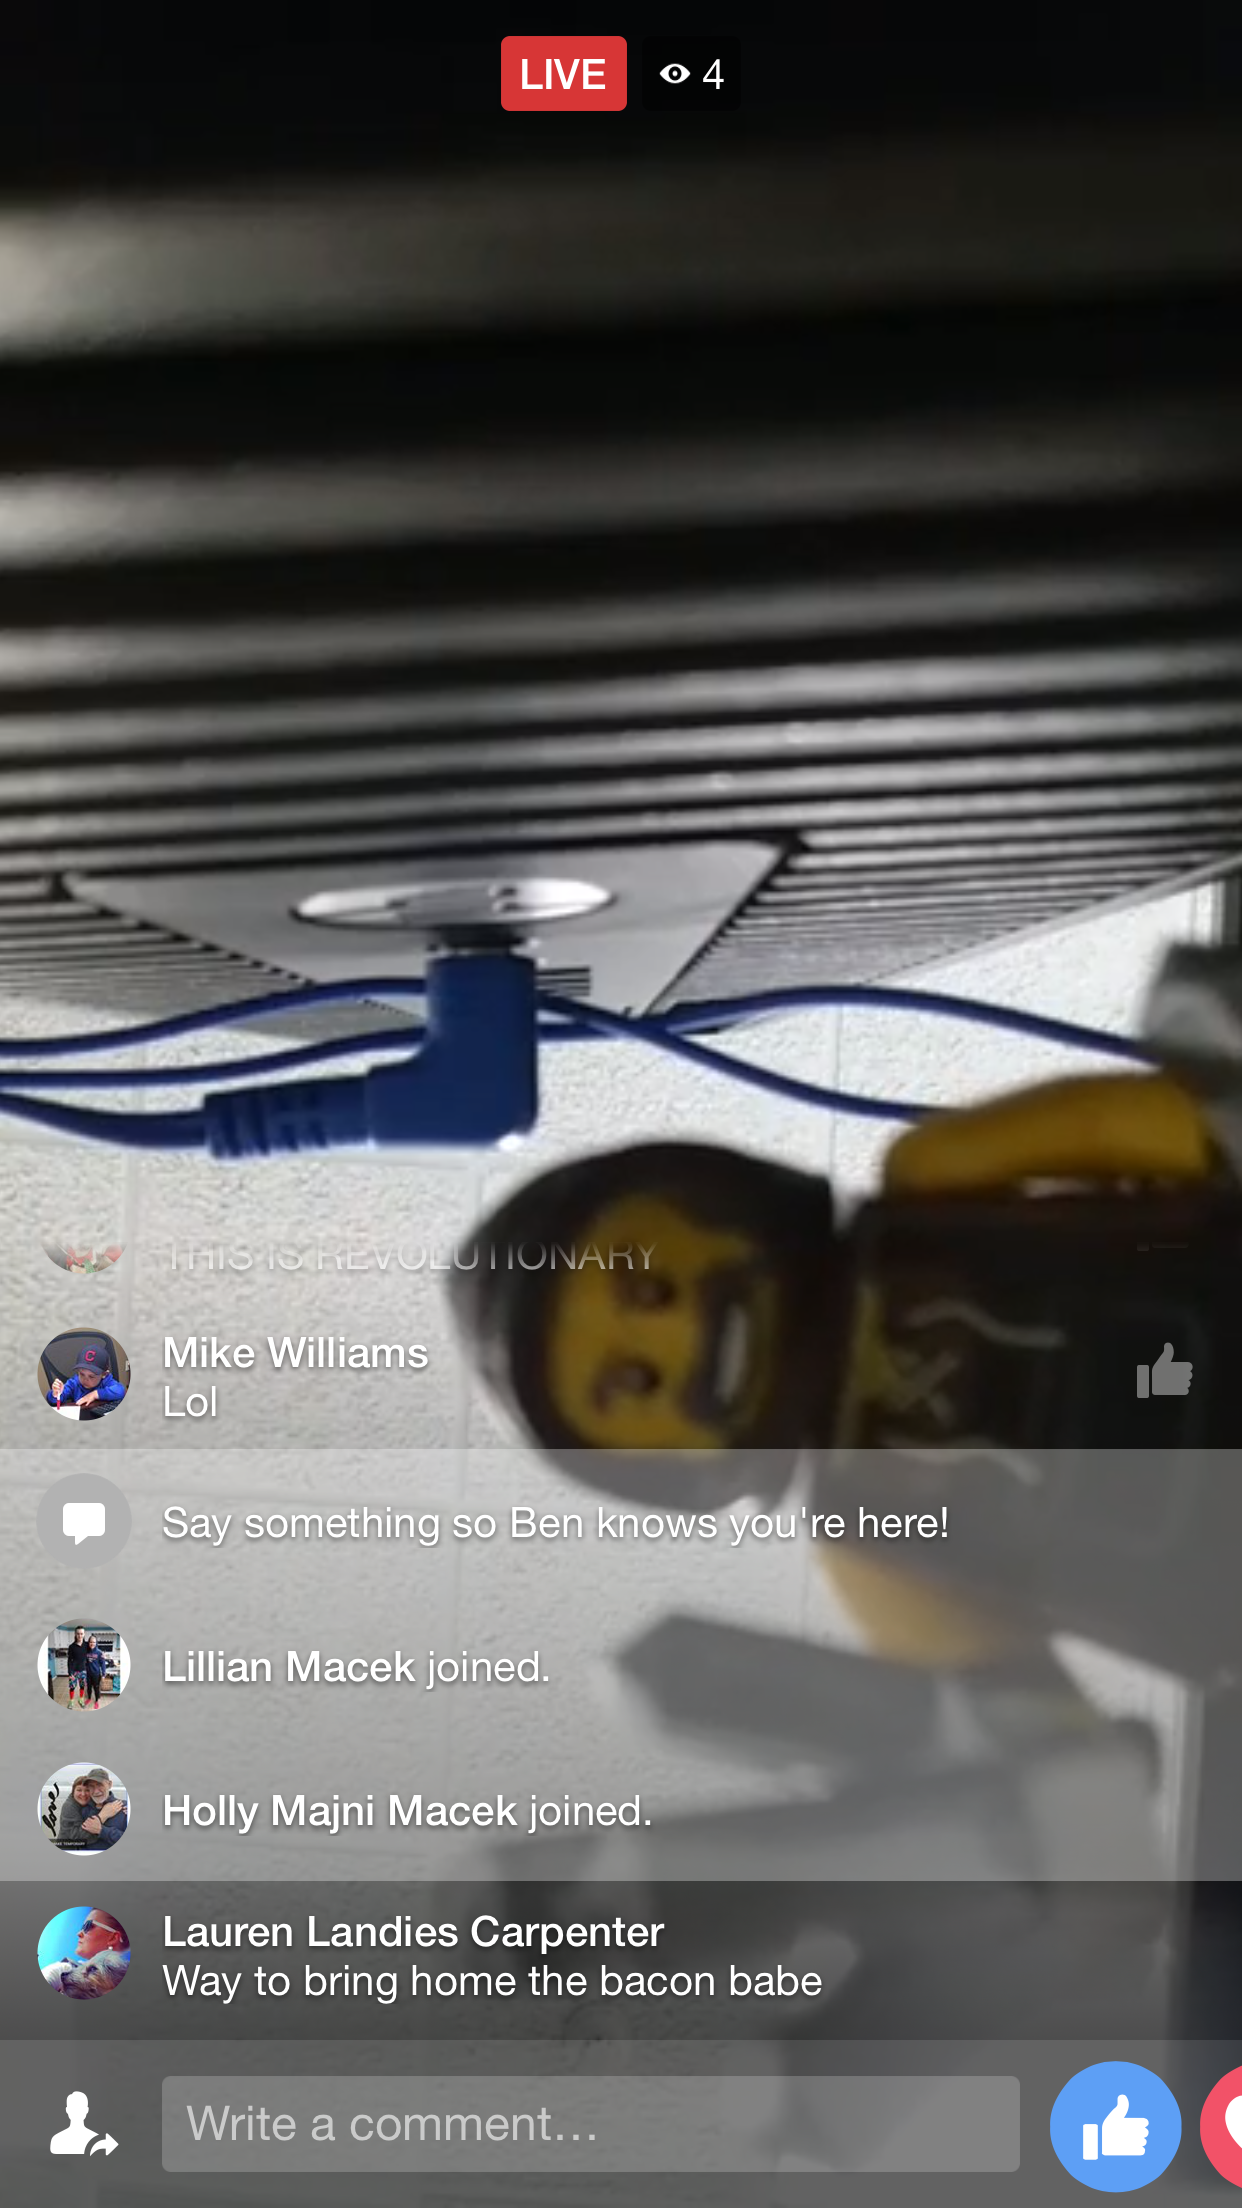 LIVE 4
THIS IS REVOLUTIONARY
Mike Williams
Lol
Say something so Ben knows you're here!
Lillian Macek joined.
Holly Majni Macek joined.
Lauren Landies Carpenter
Way to bring home the bacon babe
Write a comment...